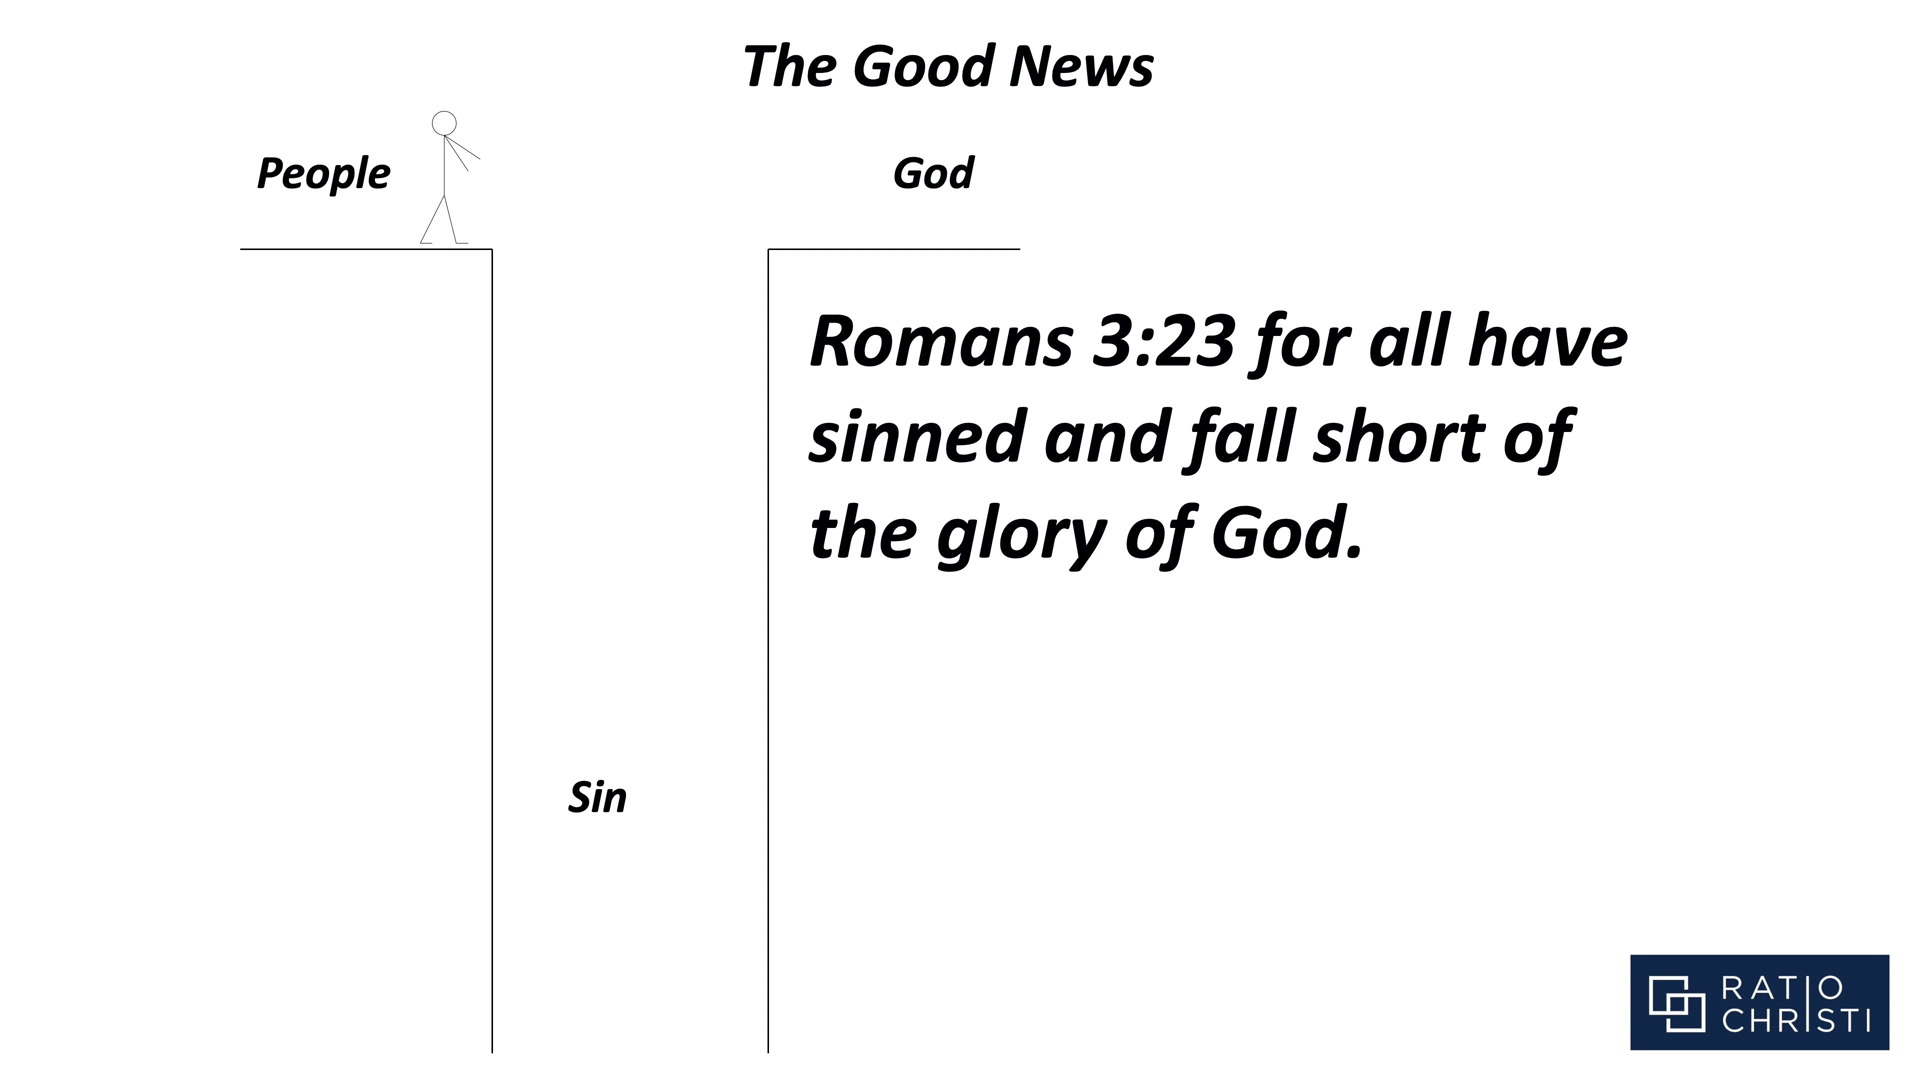 The Good News
People
God
Romans 3:23 for all have
sinned and fall short of
the glory of God.
Sin
RATIO
CHRISTI